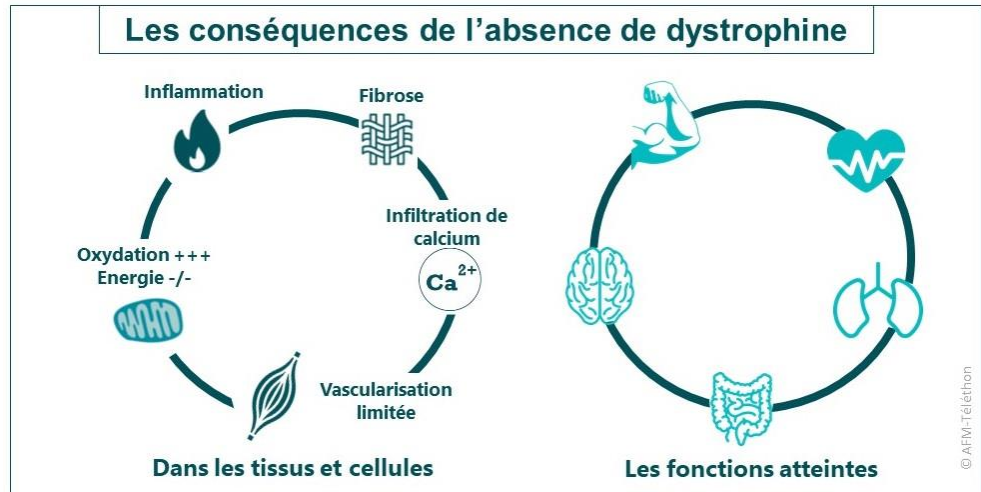 Les conséquences de l’absence de dystrophine
Inflammation
Fibrose
Infiltration de
calcium
Ca2+
Oxydation +++
Energie -/-
Vascularisation
limitée
Dans les tissus et cellules
Les fonctions atteintes
© AFM-Téléthon